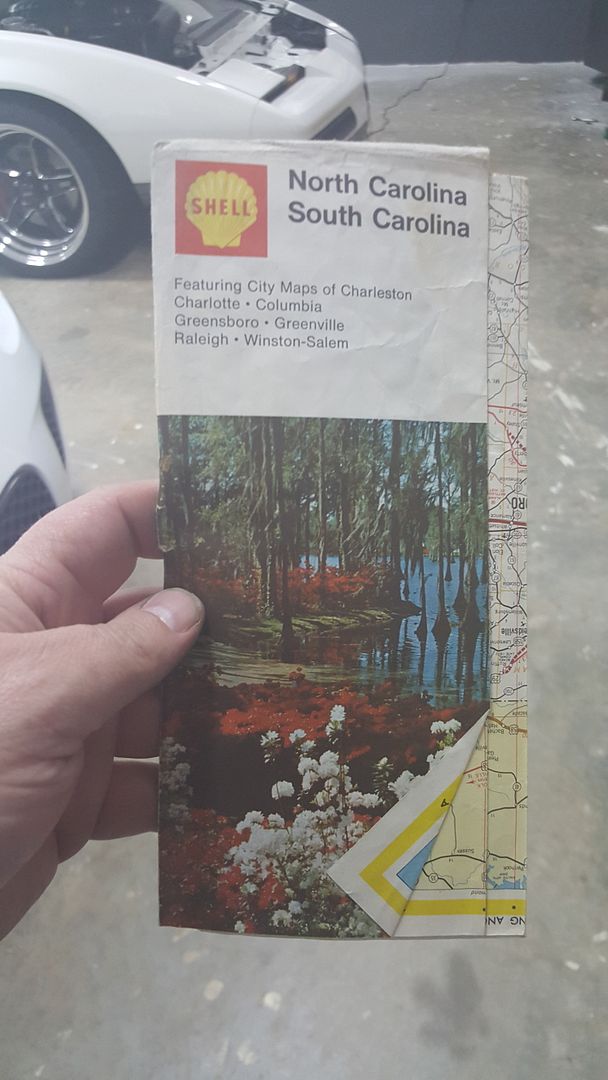 SHELL
North Carolina
South Carolina
Featuring City Maps of Charleston
Charlotte • Columbia
Greensboro • Greenville
Raleigh • Winston-Salem